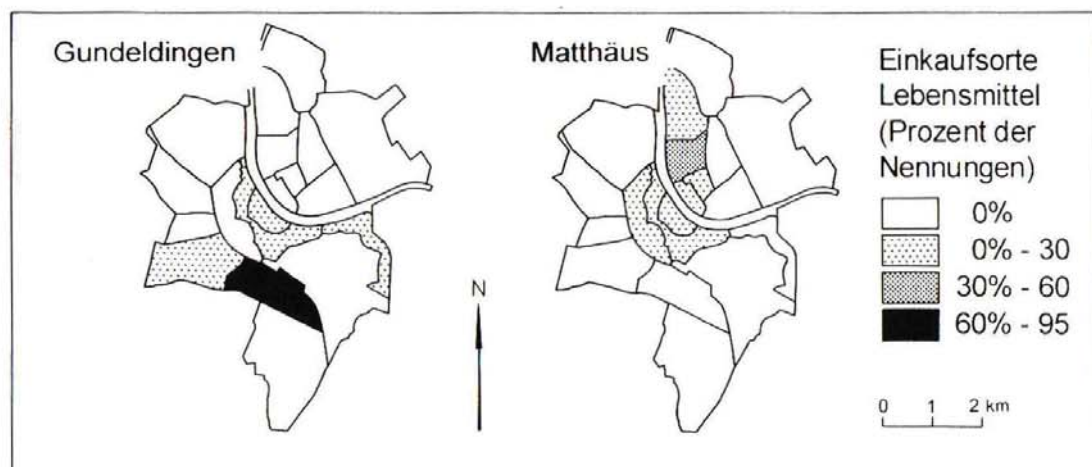 Gundeldingen
Matthäus
Einkaufsorte
Lebensmittel
(Prozent der
Nennungen)
0%
0% - 30
30% - 60
60% - 95
N
0 1 2 km